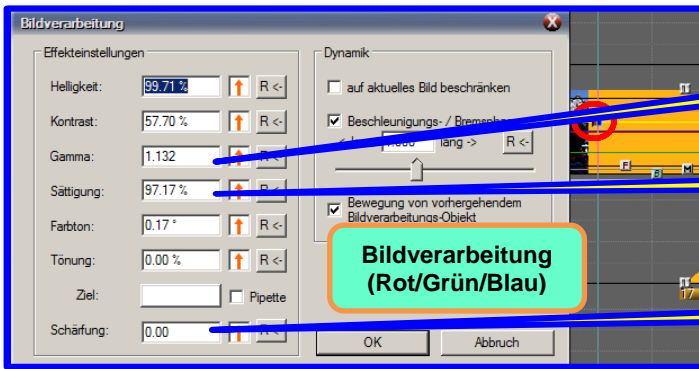 Bildverarbeitung
Effekteinstellungen
Helligkeit: 99.71 % R <-
Kontrast: 57.70 % R <-
Gamma: 1.132
Sättigung: 97.17 %
Farbton: 0.17 ° R <-
Tönung: 0.00 % R <-
Ziel: Pipette
Schärfung: 0.00
Dynamik
auf aktuelles Bild beschränken
Beschleunigungs- / 
lang -> R <-
Bewegung von vorhergehendem
Bildverarbeitungs-Objekt
Bildverarbeitung
(Rot/Grün/Blau)
OK Abbruch
F
M
17